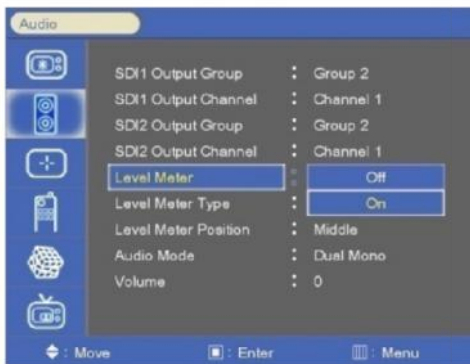 Audio
SDI1 Output Group : Group 2
SDI1 Output Channel : Channel 1
SDI2 Output Group : Group 2
SDI2 Output Channel : Channel 1
Level Meter : Off
Level Meter Type : On
Level Meter Position : Middle
Audio Mode : Dual Mono
Volume : 0
: Move : Enter : Menu